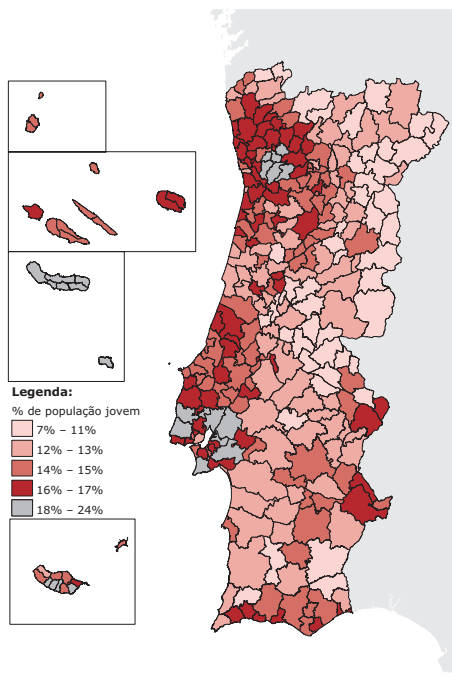 Legenda:
% de população jovem
7% – 11%
12% – 13%
14% – 15%
16% – 17%
18% – 24%